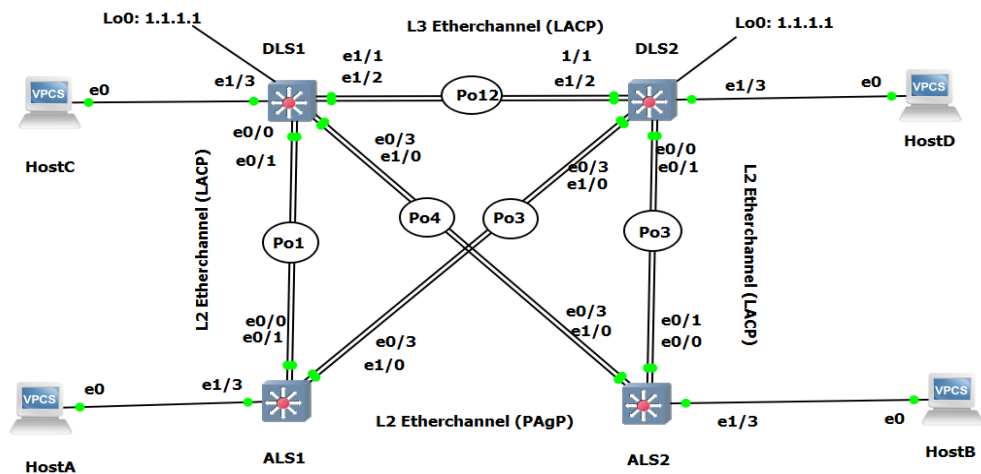 Lo0: 1.1.1.1
L3 Etherchannel (LACP)
Lo0: 1.1.1.1
DLS1
DLS2
e1/1
1/1
VPCS
e0
e1/3
e1/2
Po12
e1/2
e1/3
e0
VPCS
HostC
HostD
e0/0
e0/1
e0/3
e1/0
e0/3
e1/0
e0/0
e0/1
L2 Etherchannel (LACP)
Po1
Po4
Po3
Po3
L2 Etherchannel (LACP)
e0/0
e0/1
e0/3
e1/0
e0/3
e1/0
e0/1
e0/0
VPCS
e0
e1/3
L2 Etherchannel (PAgP)
e1/3
e0
VPCS
HostA
ALS1
ALS2
HostB